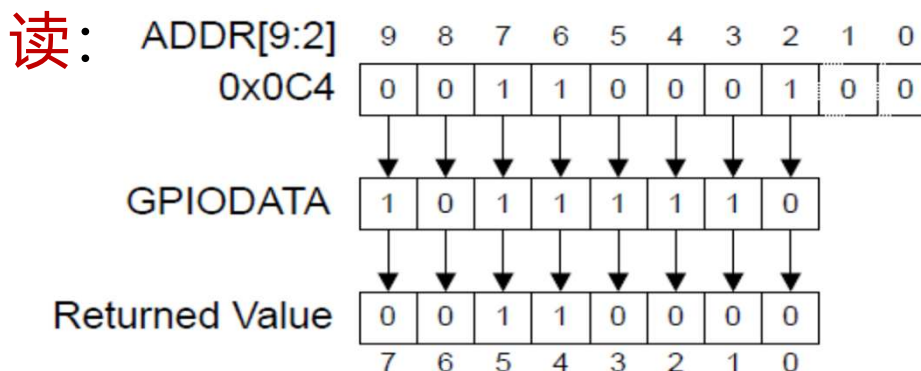 读： ADDR[9:2] 9 8 7 6 5 4 3 2 1 0
0x0C4 0 0 1 1 0 0 0 1 0 0
GPIODATA 1 0 1 1 1 1 1 0
Returned Value 0 0 1 1 0 0 0 0
7 6 5 4 3 2 1 0